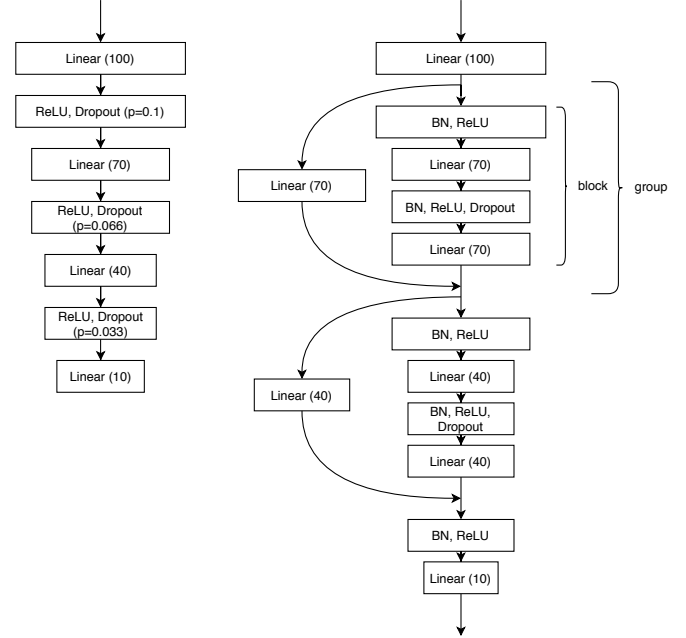 Linear (100)
ReLU, Dropout (p=0.1)
Linear (70)
ReLU, Dropout
(p=0.066)
Linear (40)
ReLU, Dropout
(p=0.033)
Linear (10)
Linear (100)
BN, ReLU
Linear (70)
Linear (70)
BN, ReLU, Dropout
Linear (70)
block
group
BN, ReLU
Linear (40)
Linear (40)
BN, ReLU,
Dropout
Linear (40)
BN, ReLU
Linear (10)